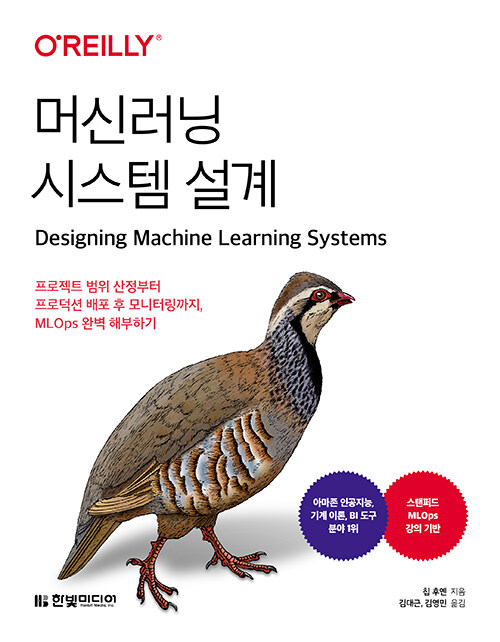 O'REILLY®
머신러닝
시스템 설계
Designing Machine Learning Systems
프로젝트 범위 산정부터
프로덕션 배포 후 모니터링까지,
MLOps 완벽 해부하기
아마존 인공지능,
기계 이론, BI 도구
분야 1위
스탠퍼드
MLOps
강의 기반
칩 후옌 지음
김대근, 김영민 옮김
한빛미디어
Hanbit Media, Inc.